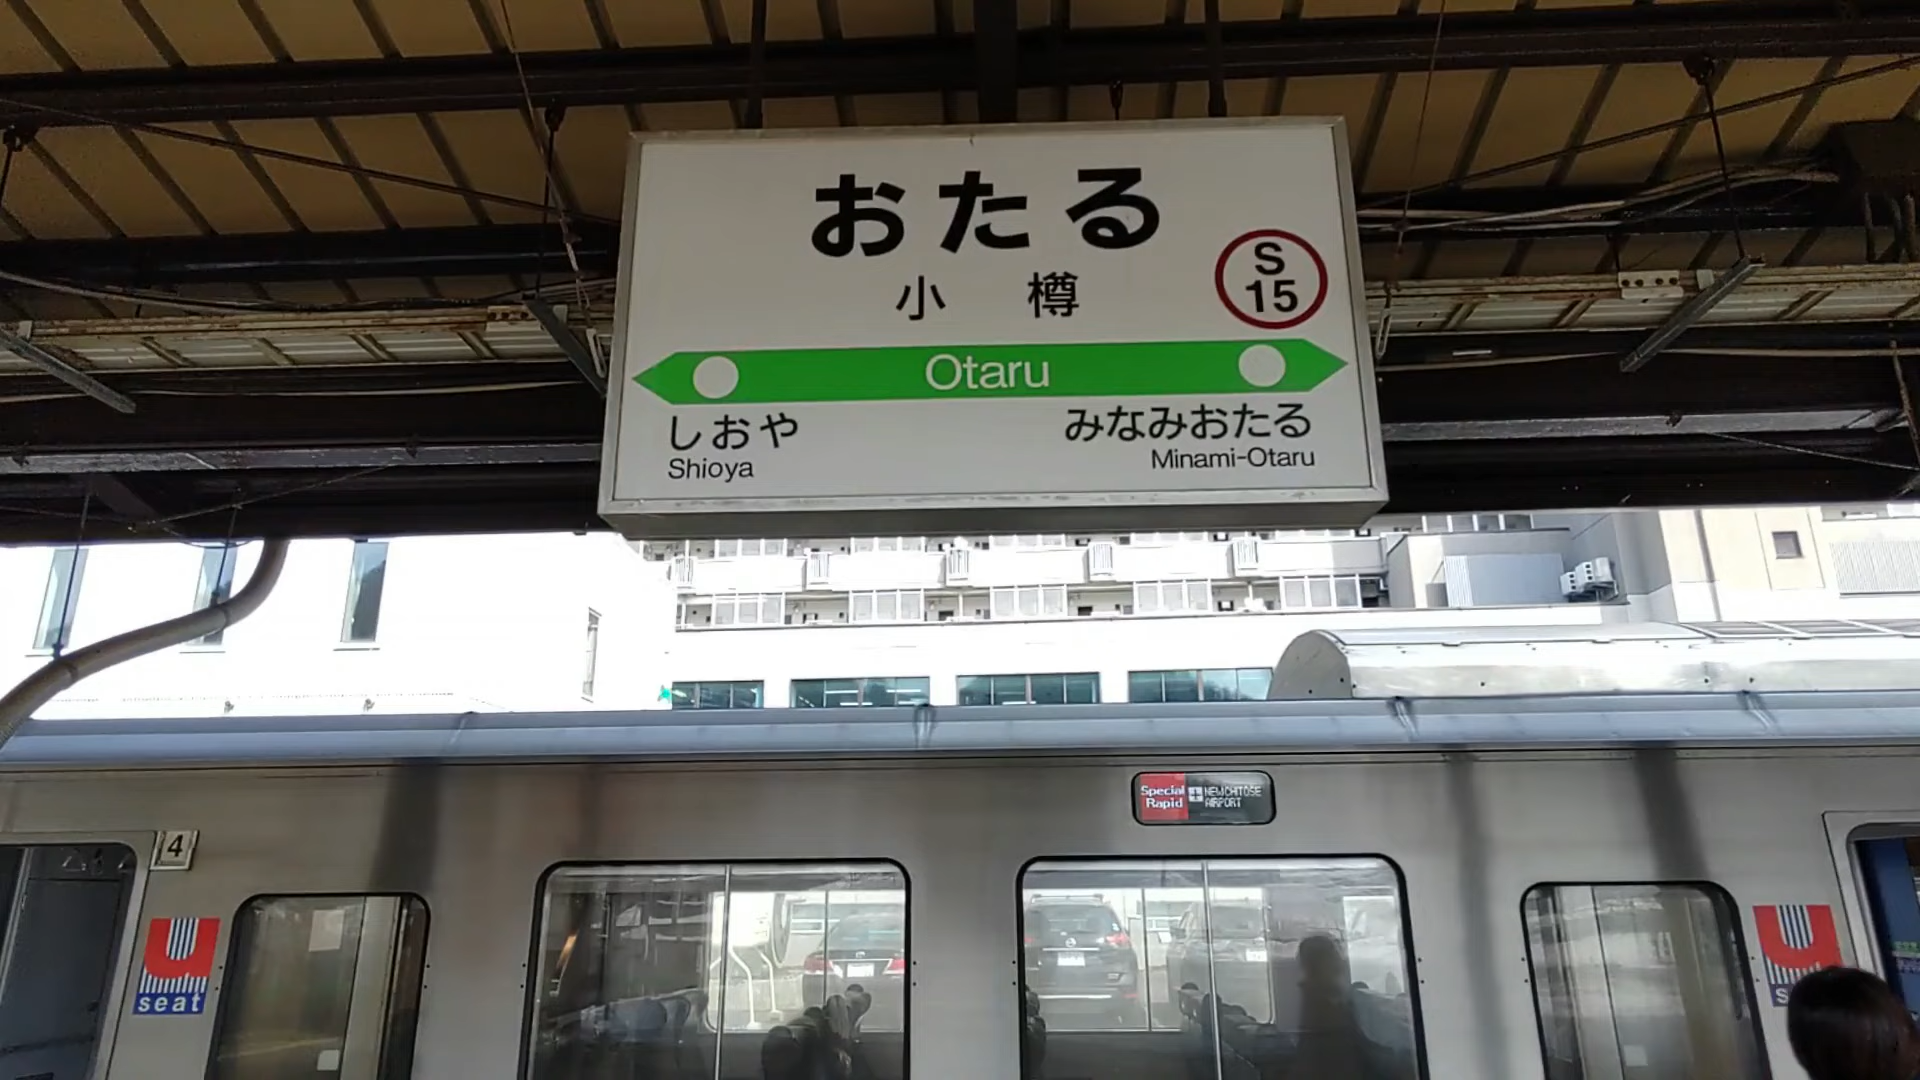 おたる
小 樽
S
15
Otaru
しおや
Shioya
みなみおたる
Minami-Otaru
Special
Rapid
NEW CHITOSE
AIRPORT
4
u
seat
u